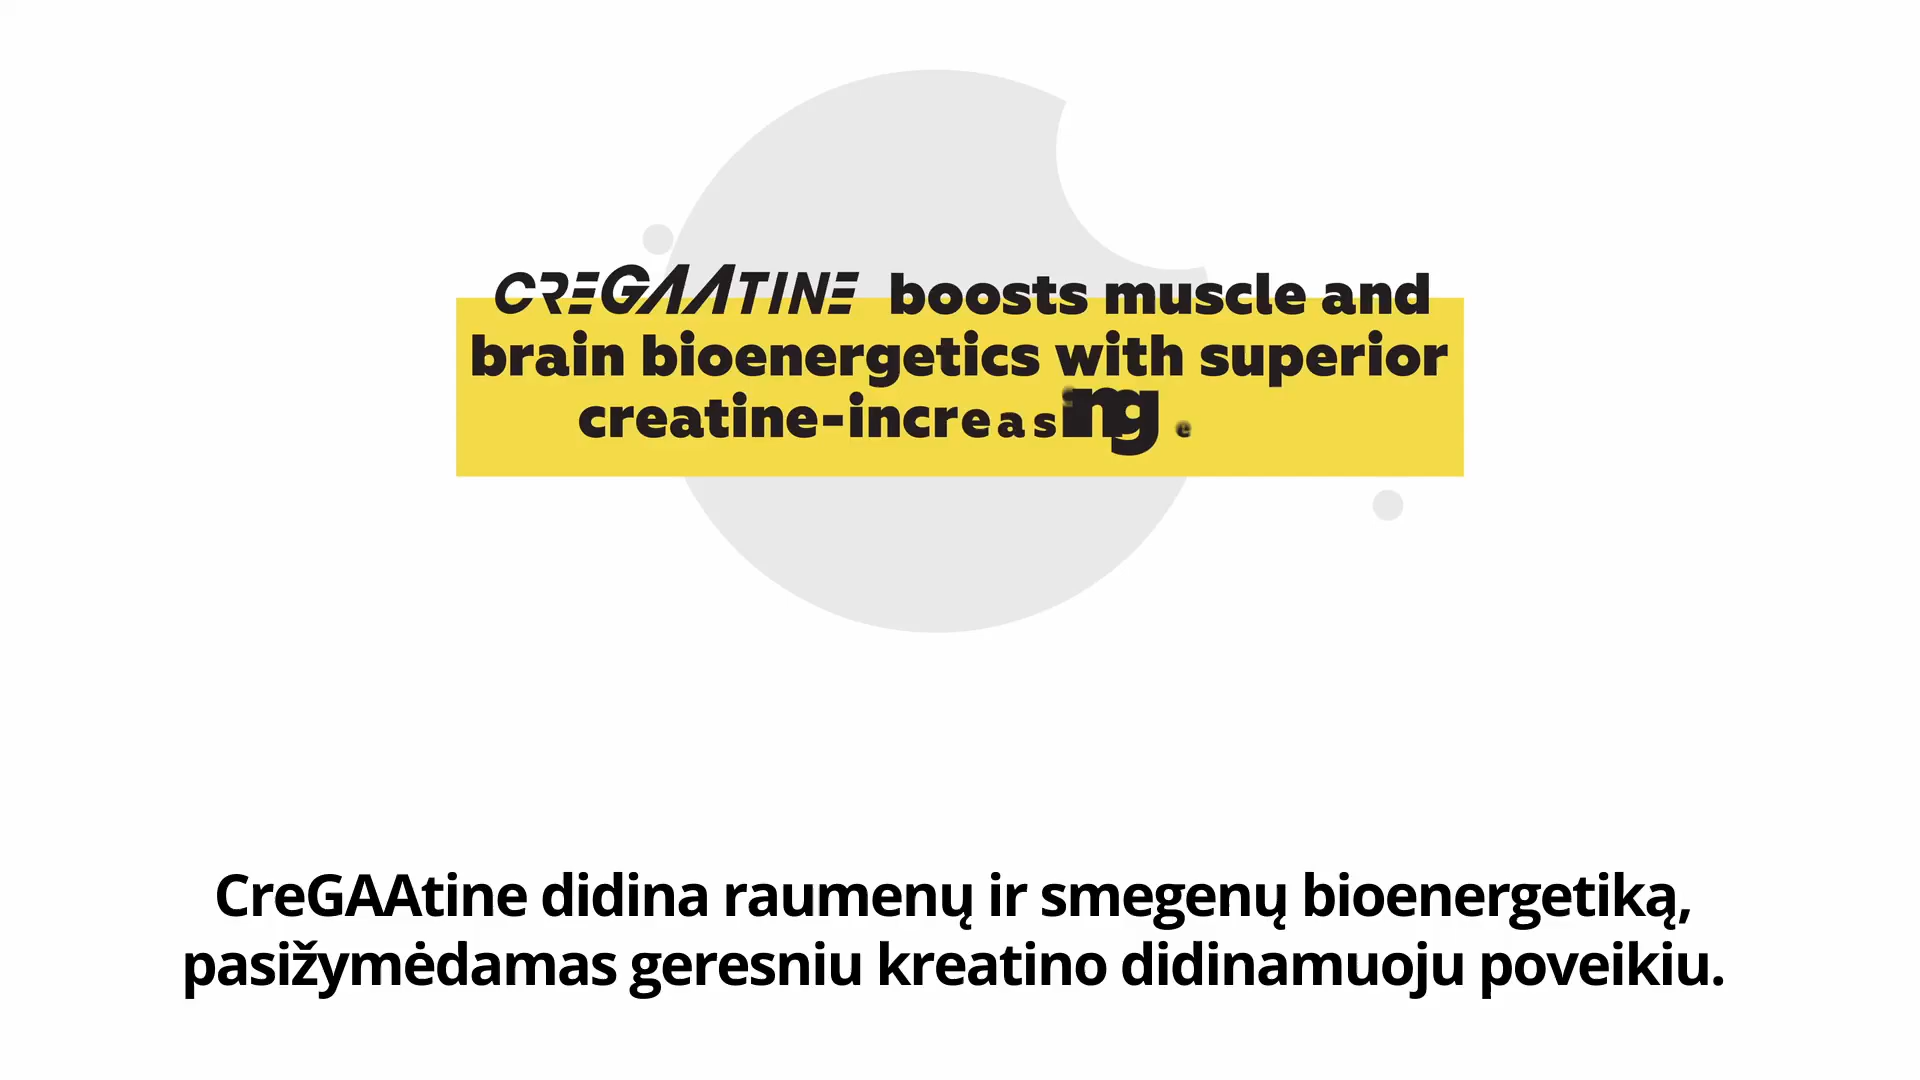 CREGAATINE boosts muscle and
brain bioenergetics with superior
creatine-increasing e
CreGAAtine didina raumenų ir smegenų bioenergetiką,
pasižymėdamas geresniu kreatino didinamuoju poveikiu.